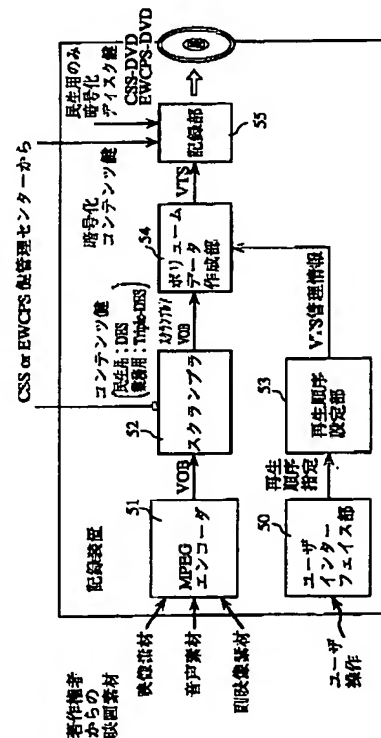 著作権者
からの
映画素材
映像素材
音声素材
副映像素材
ユーザ
操作
記録装置
51
MPEG
エンコーダ
VOB
50
ユーザ
インター
フェイス部
再生
順序
指定
CSS or EWCPS 鍵管理センターから
コンテンツ鍵
民生用:DES
業務用:Triple-DES
52
スクランブラ
スクランブルド
VOB
53
再生順序
設定部
VTS管理情報
暗号化
コンテンツ鍵
54
ボリューム
データ
作成部
VTS
民生用のみ
暗号化
ディスク鍵
記録部
55
CSS-DVD
EWCPS-DVD